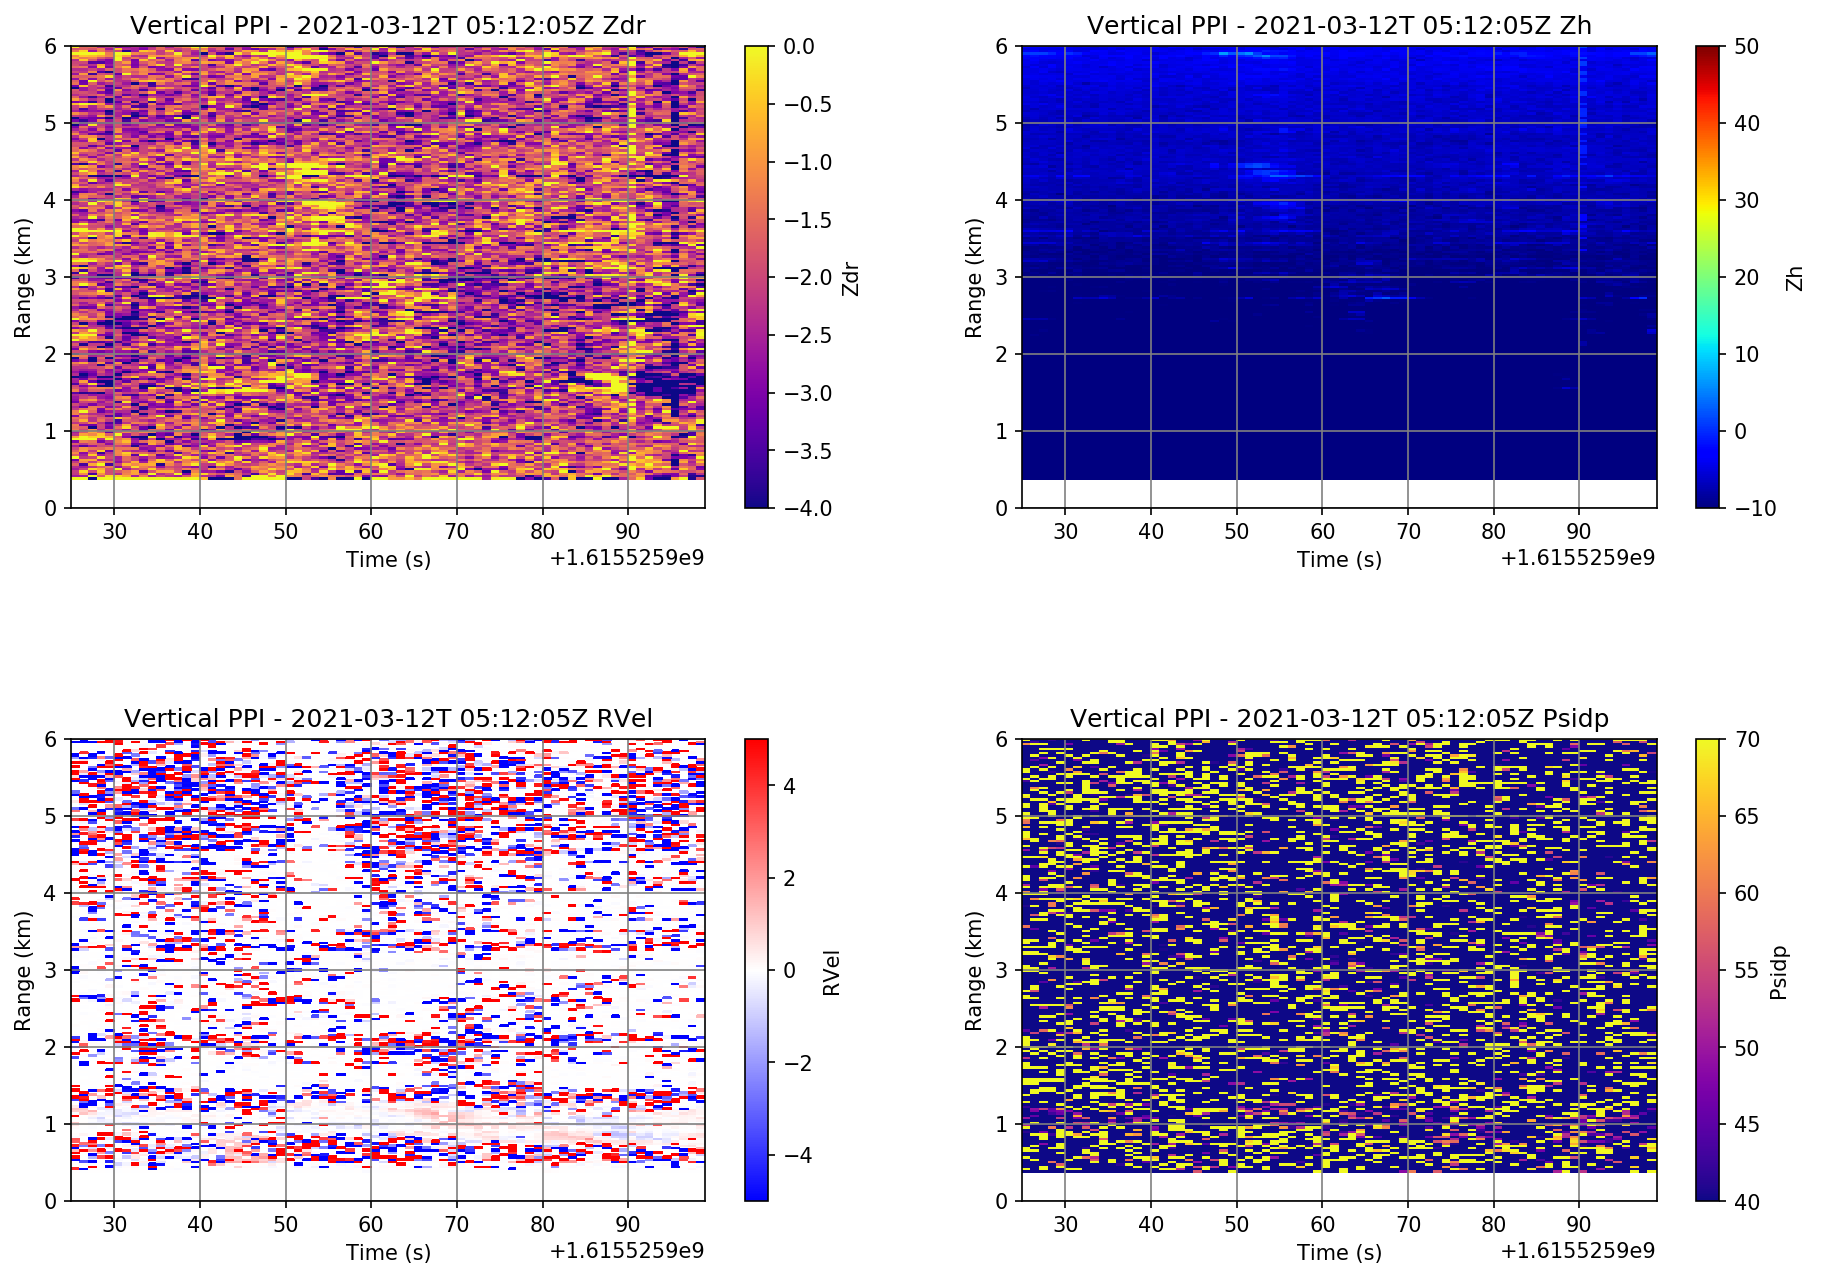 Vertical PPI - 2021-03-12T 05:12:05Z Zdr
6
5
4
3
2
1
0
Range (km)
30 40 50 60 70 80 90
Time (s)
+1.6155259e9
0.0
−0.5
−1.0
−1.5
−2.0
−2.5
−3.0
−3.5
−4.0
Zdr
Vertical PPI - 2021-03-12T 05:12:05Z Zh
6
5
4
3
2
1
0
Range (km)
30 40 50 60 70 80 90
Time (s)
+1.6155259e9
50
40
30
20
10
0
−10
Zh
Vertical PPI - 2021-03-12T 05:12:05Z RVel
6
5
4
3
2
1
0
Range (km)
30 40 50 60 70 80 90
Time (s)
+1.6155259e9
4
2
0
−2
−4
RVel
Vertical PPI - 2021-03-12T 05:12:05Z Psidp
6
5
4
3
2
1
0
Range (km)
30 40 50 60 70 80 90
Time (s)
+1.6155259e9
70
65
60
55
50
45
40
Psidp